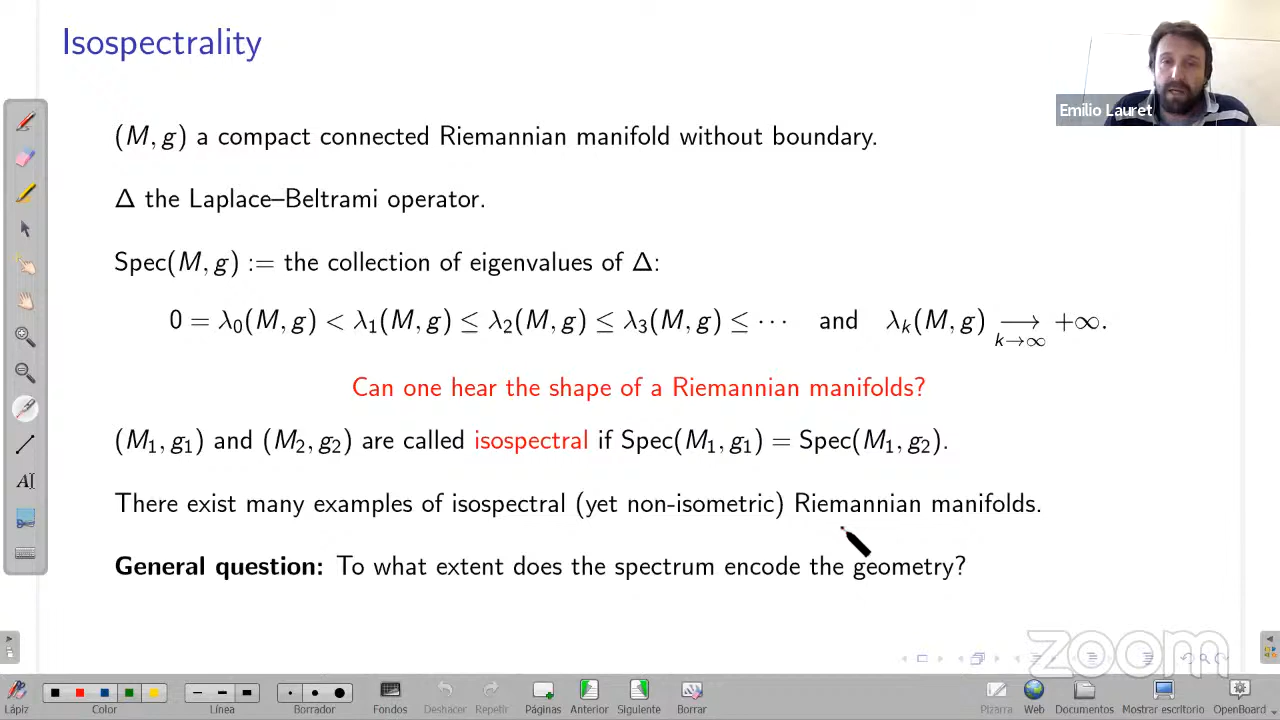 Isospectrality
Emilio Lauret
(M, g) a compact connected Riemannian manifold without boundary.
Δ the Laplace–Beltrami operator.
Spec(M, g) := the collection of eigenvalues of Δ:
0 = λ₀(M, g) < λ₁(M, g) ≤ λ₂(M, g) ≤ λ₃(M, g) ≤ ⋯ and λₖ(M, g) ⟶ +∞.
k→∞
Can one hear the shape of a Riemannian manifolds?
(M₁, g₁) and (M₂, g₂) are called isospectral if Spec(M₁, g₁) = Spec(M₁, g₂).
There exist many examples of isospectral (yet non-isometric) Riemannian manifolds.
General question: To what extent does the spectrum encode the geometry?
zoom
Lápiz Color Línea Borrador Fondos Deshacer Repetir Páginas Anterior Siguiente Borrar Pizarra Web Documentos Mostrar escritorio OpenBoard